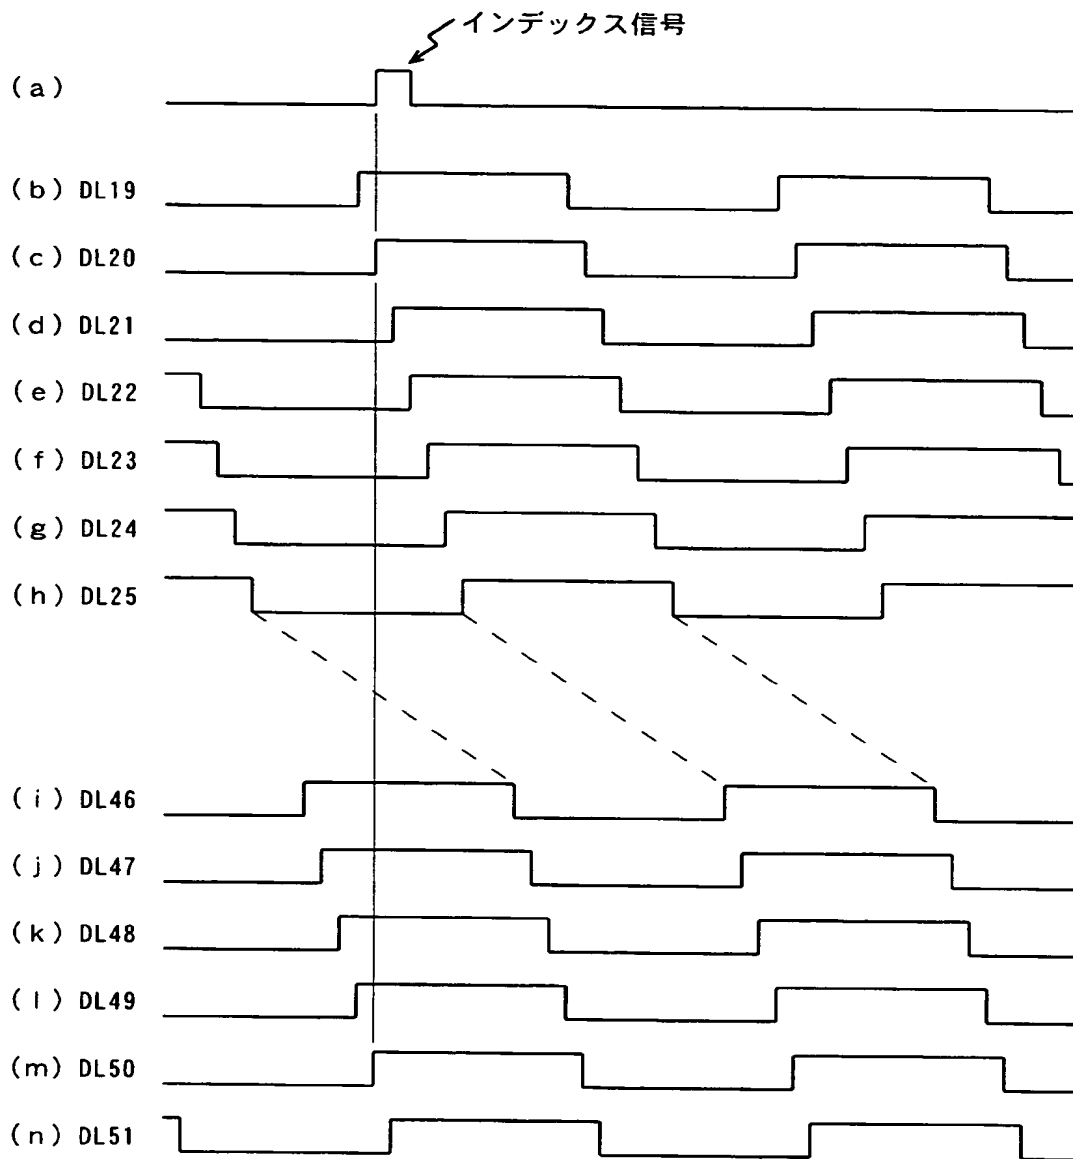 インデックス信号
(a)
(b) DL19
(c) DL20
(d) DL21
(e) DL22
(f) DL23
(g) DL24
(h) DL25
(i) DL46
(j) DL47
(k) DL48
(l) DL49
(m) DL50
(n) DL51